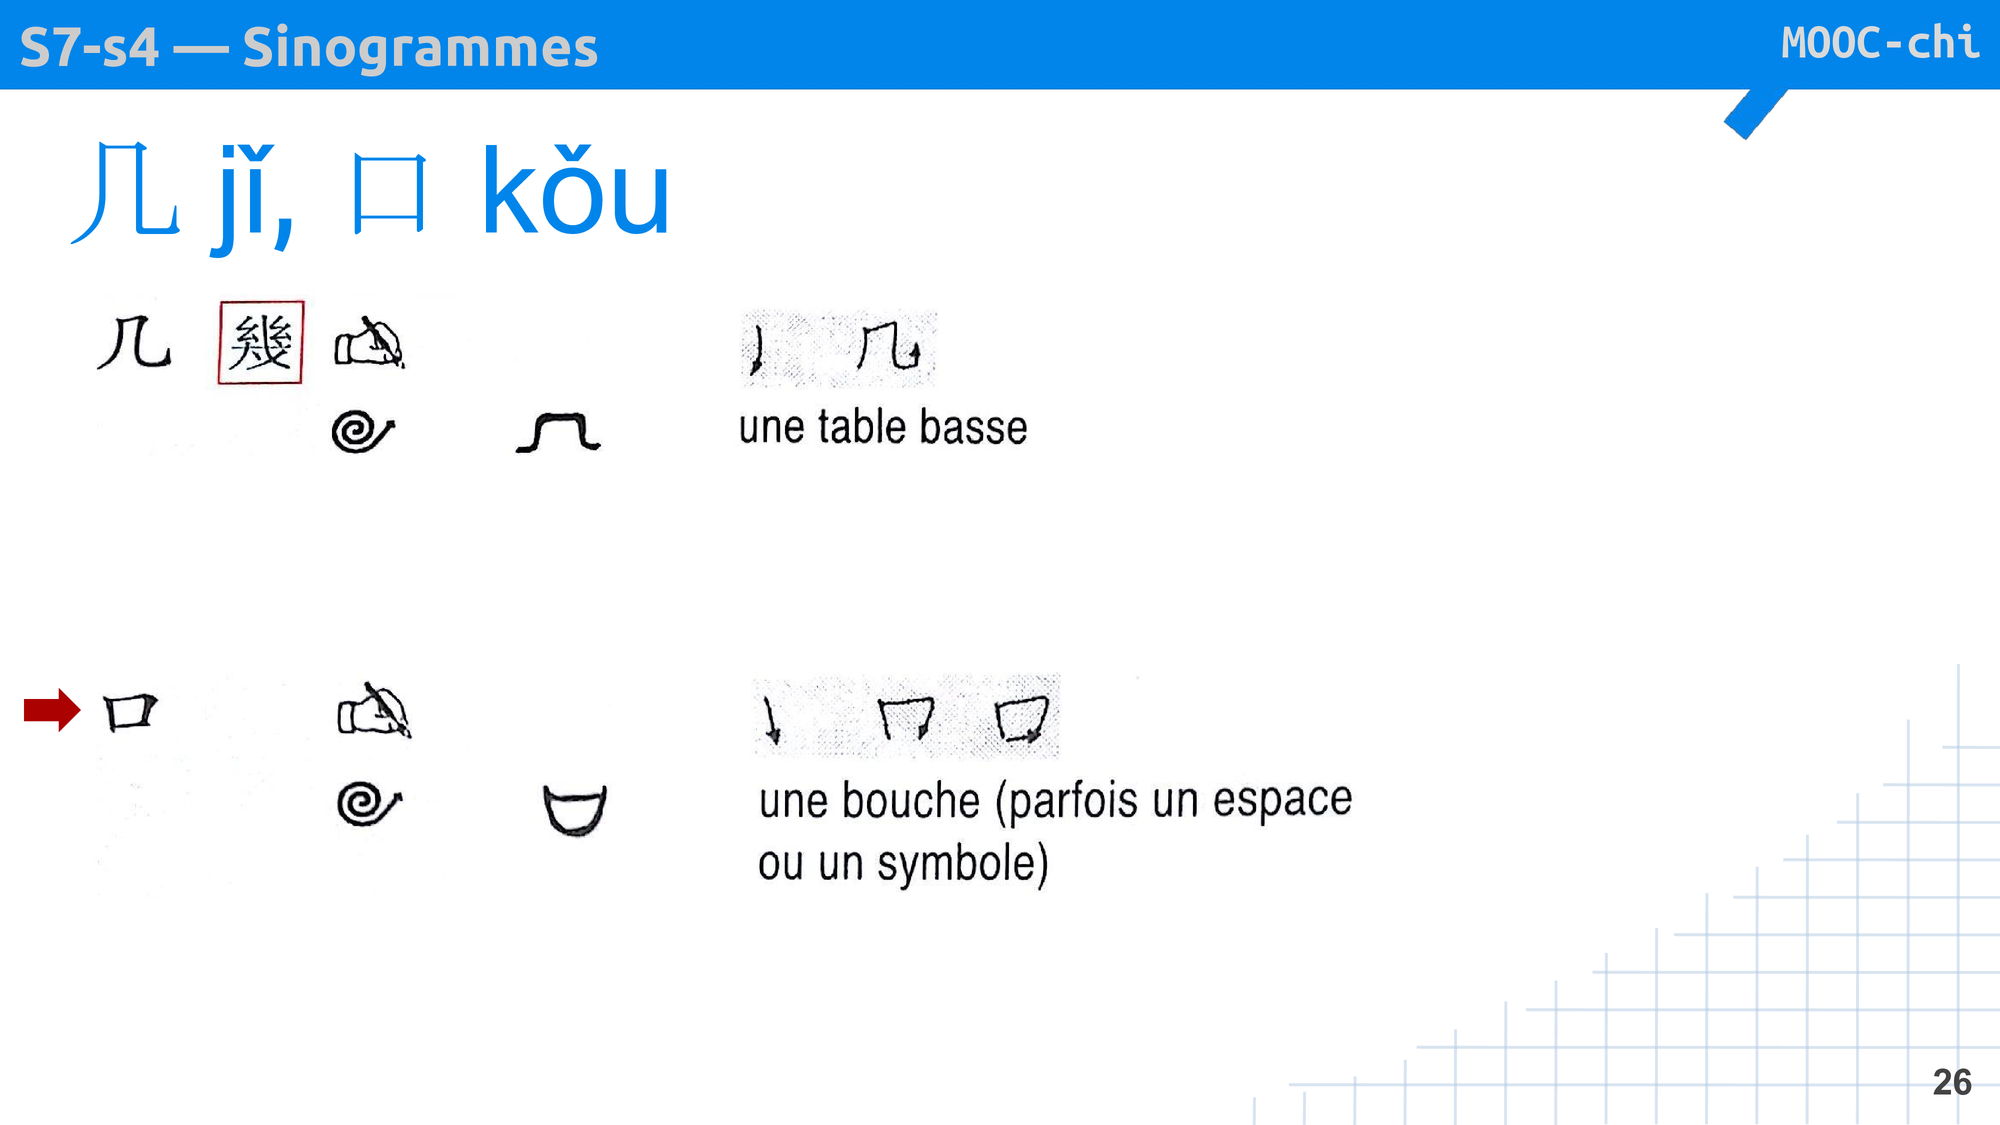 S7-s4 — Sinogrammes
MOOC-chi
几 jǐ, 口 kǒu
几 幾
une table basse
口
une bouche (parfois un espace
ou un symbole)
26